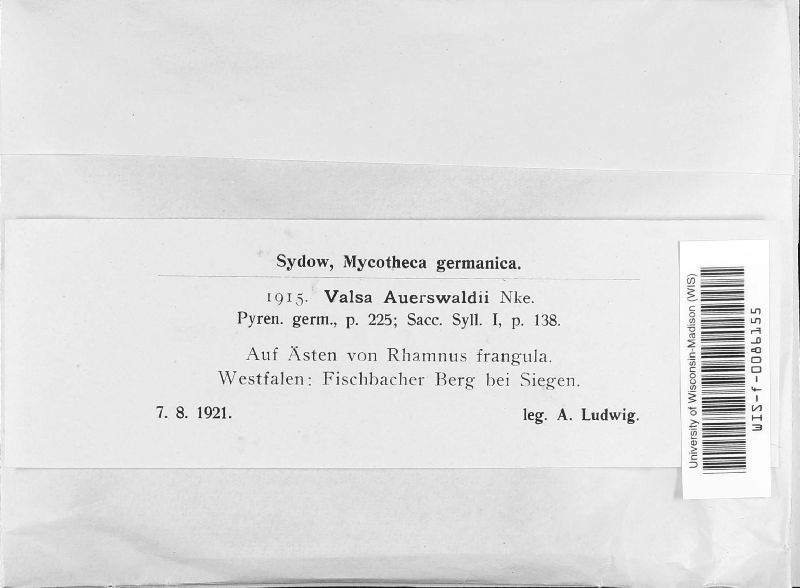 Sydow, Mycotheca germanica.
1915. Valsa Auerswaldii Nke.
Pyren. germ., p. 225; Sacc. Syll. I, p. 138.
Auf Ästen von Rhamnus frangula.
Westfalen: Fischbacher Berg bei Siegen.
7. 8. 1921. leg. A. Ludwig.
University of Wisconsin-Madison (WIS)
WIS-f-0086155